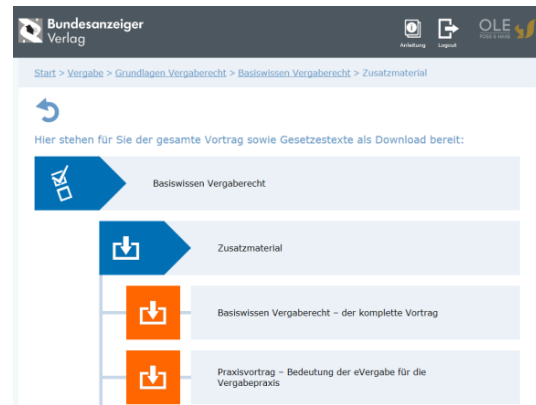 Bundesanzeiger
Verlag
Anleitung
Logout
OLE
Start > Vergabe > Grundlagen Vergaberecht > Basiswissen Vergaberecht > Zusatzmaterial
Hier stehen für Sie der gesamte Vortrag sowie Gesetzestexte als Download bereit:
Basiswissen Vergaberecht
Zusatzmaterial
Basiswissen Vergaberecht – der komplette Vortrag
Praxisvortrag – Bedeutung der eVergabe für die
Vergabepraxis